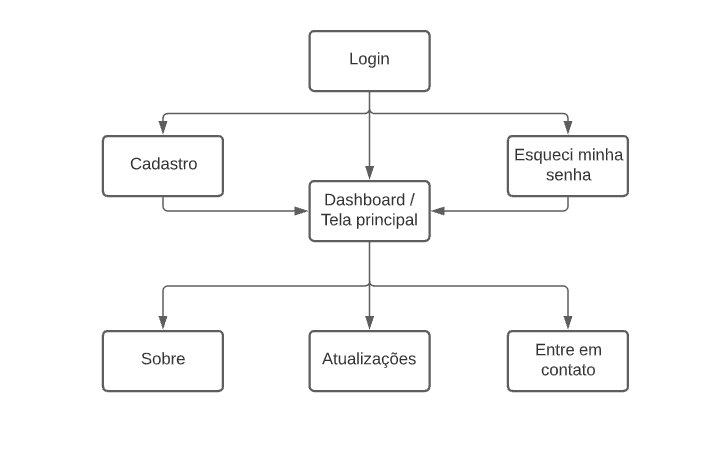 Login
Cadastro
Esqueci minha
senha
Dashboard /
Tela principal
Sobre
Atualizações
Entre em
contato